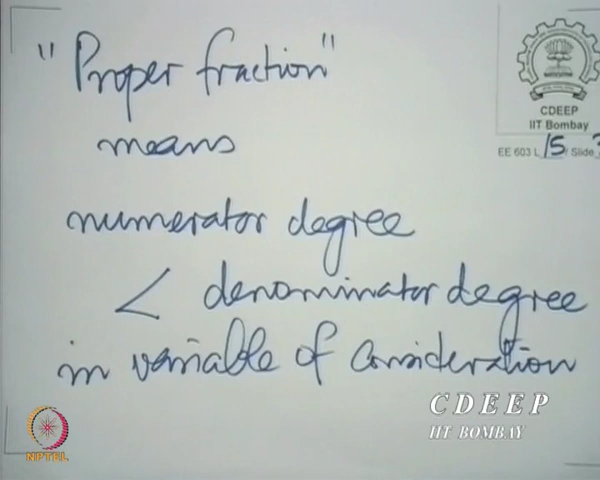 "Proper fraction"
means
numerator degree
< denominator degree
in variable of consideration
CDEEP
IIT Bombay
EE 603 L 15 Slide
CDEEP
IIT BOMBAY
NPTEL